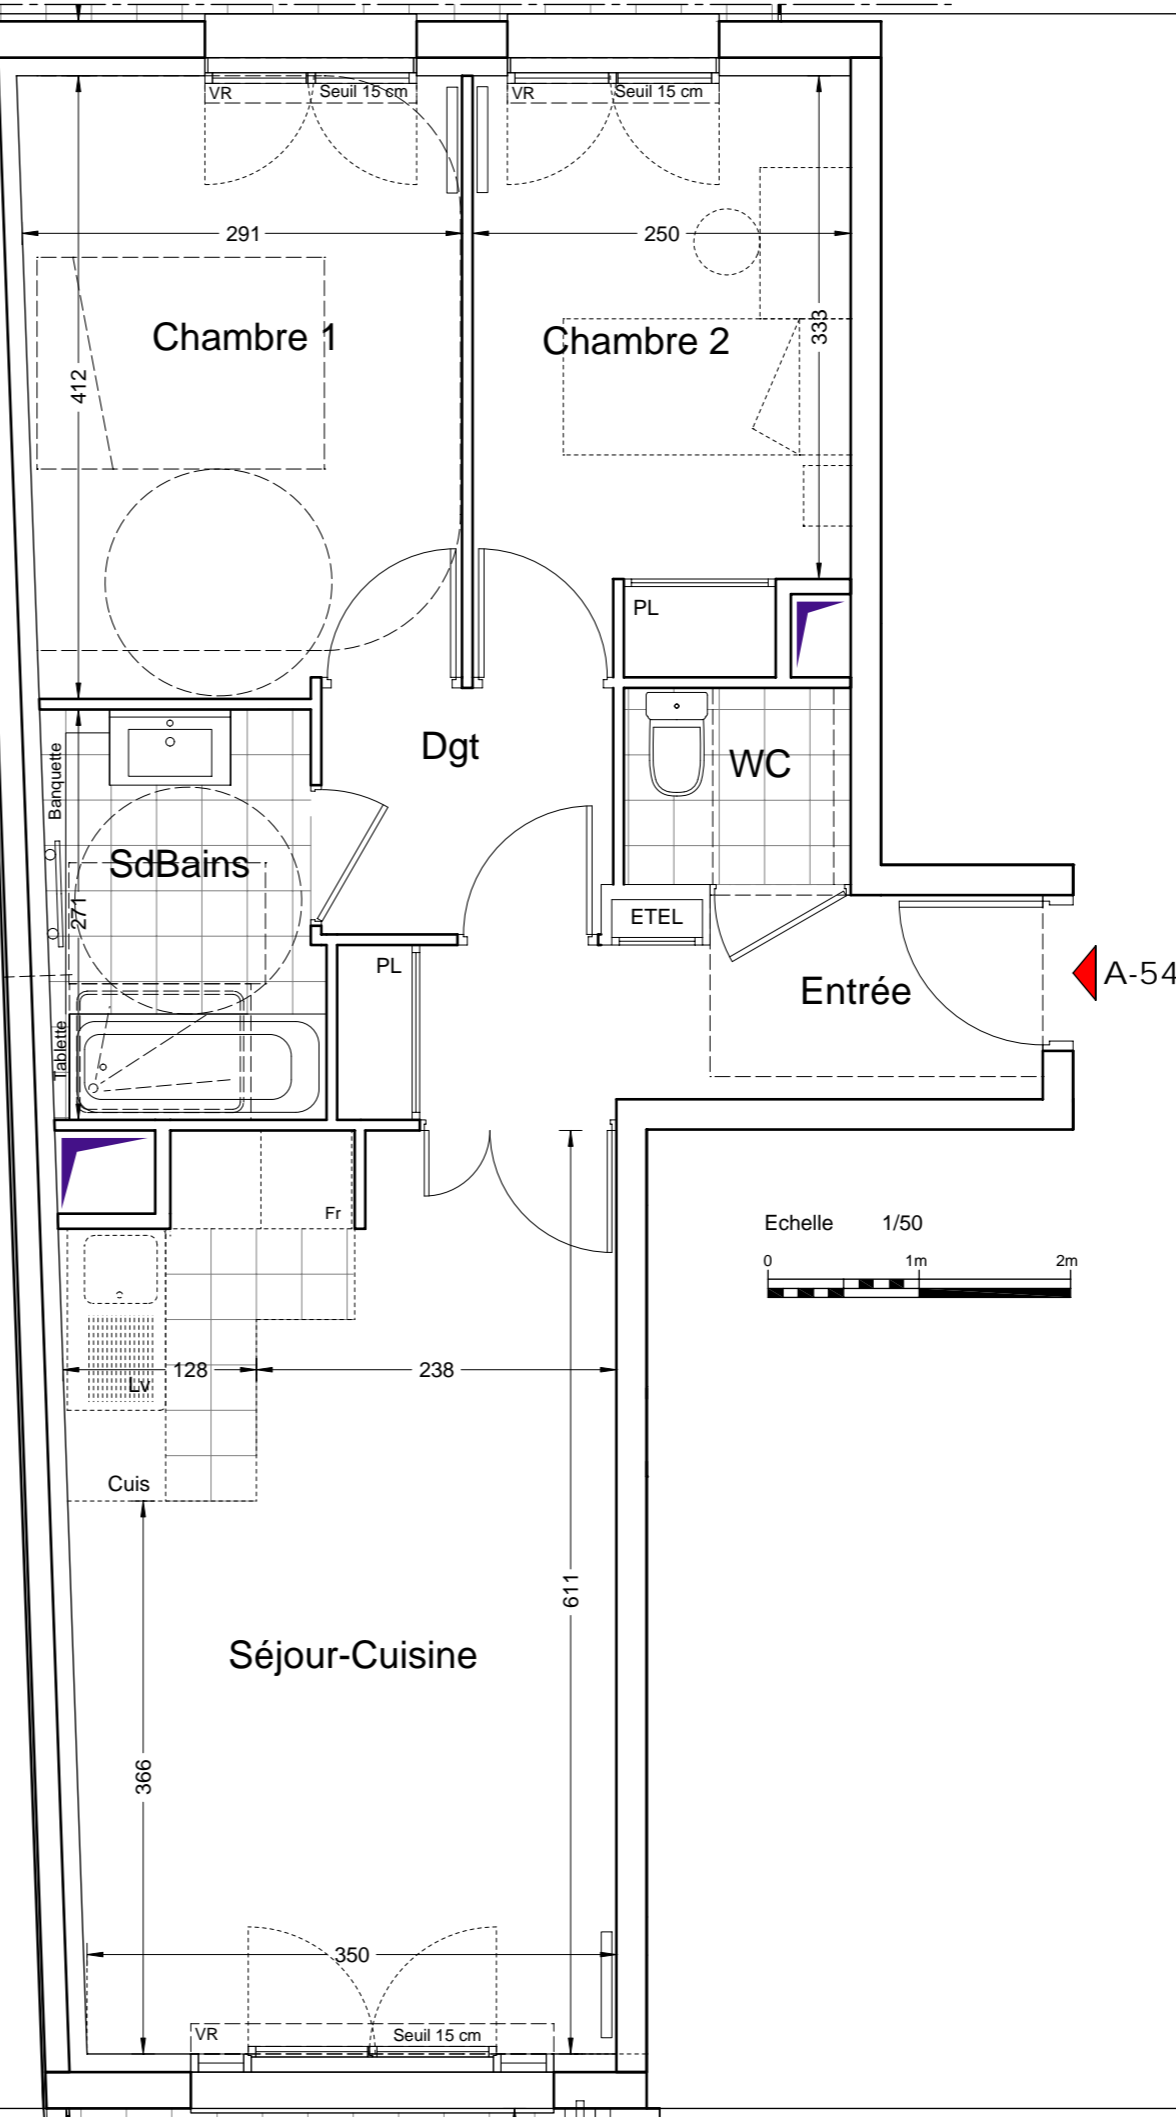 VR
Seuil 15 cm
VR
Seuil 15 cm
291
250
Chambre 1
Chambre 2
333
412
PL
Dgt
WC
Banquette
SdBains
271
ETEL
PL
Entrée
A-54
Tablette
Fr
Echelle 1/50
0 1m 2m
128
238
Lv
Cuis
611
Séjour-Cuisine
366
350
VR
Seuil 15 cm